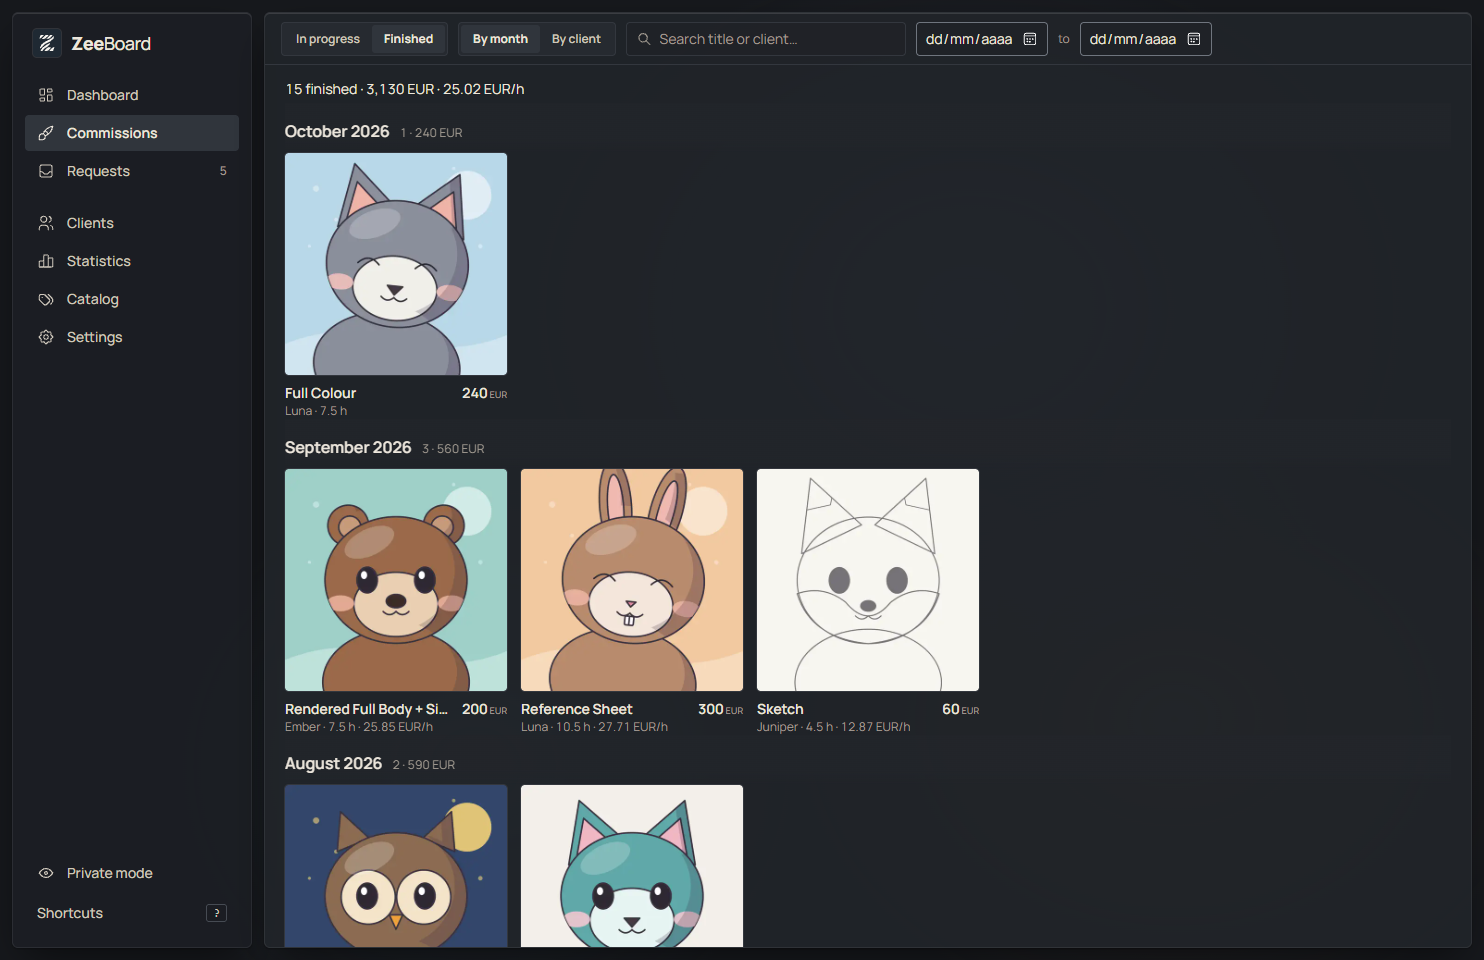 ZeeBoard
Dashboard
Commissions
Requests 5
Clients
Statistics
Catalog
Settings
Private mode
Shortcuts ?
In progress Finished By month By client Search title or client... dd/mm/aaaa to dd/mm/aaaa
15 finished · 3,130 EUR · 25.02 EUR/h
October 2026 1 · 240 EUR
Full Colour 240 EUR
Luna · 7.5 h
September 2026 3 · 560 EUR
Rendered Full Body + Si... 200 EUR
Ember · 7.5 h · 25.85 EUR/h
Reference Sheet 300 EUR
Luna · 10.5 h · 27.71 EUR/h
Sketch 60 EUR
Juniper · 4.5 h · 12.87 EUR/h
August 2026 2 · 590 EUR